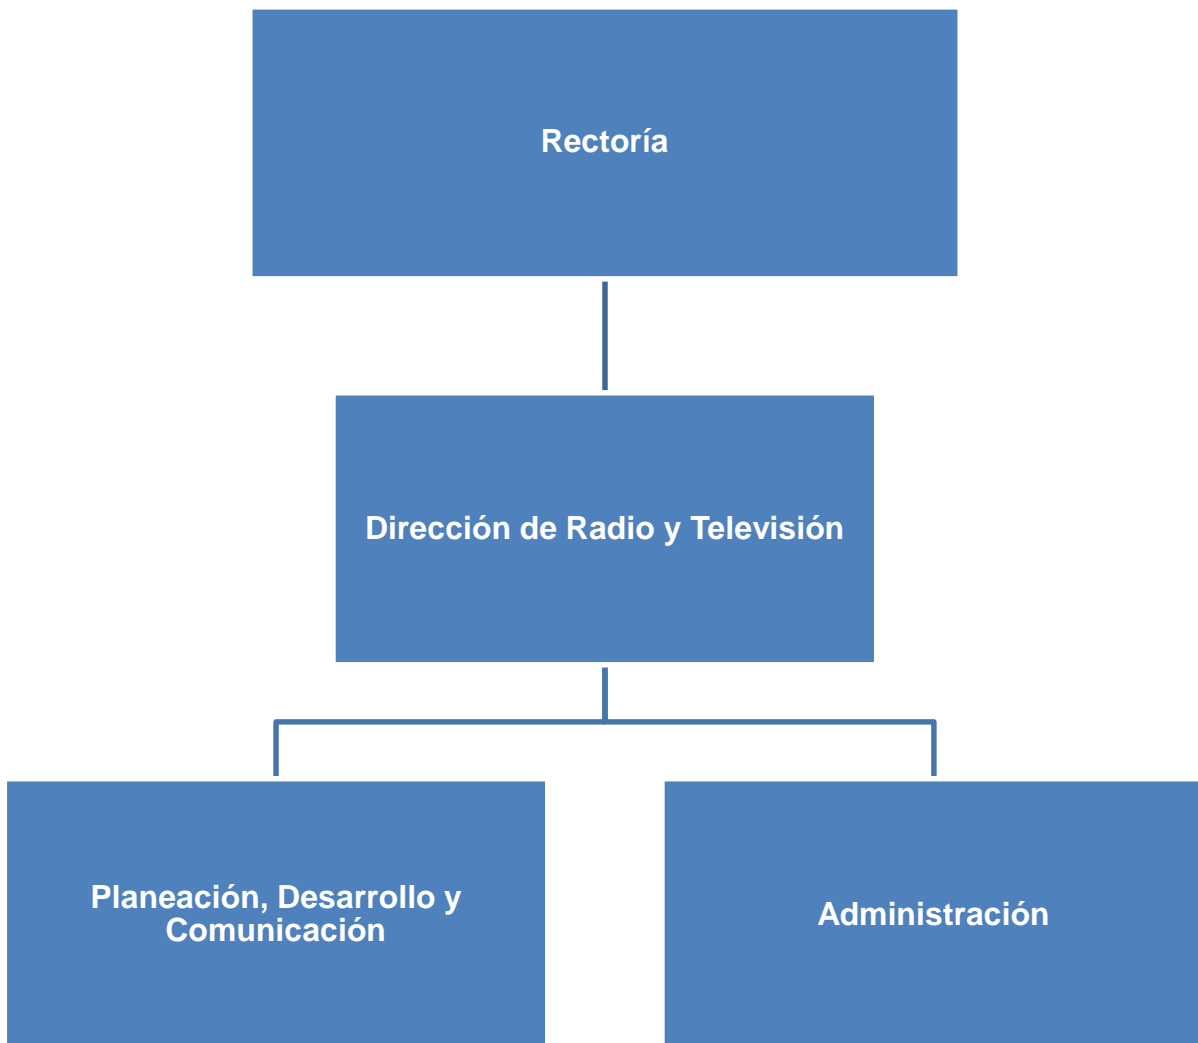 Rectoría
Dirección de Radio y Televisión
Planeación, Desarrollo y
Comunicación
Administración